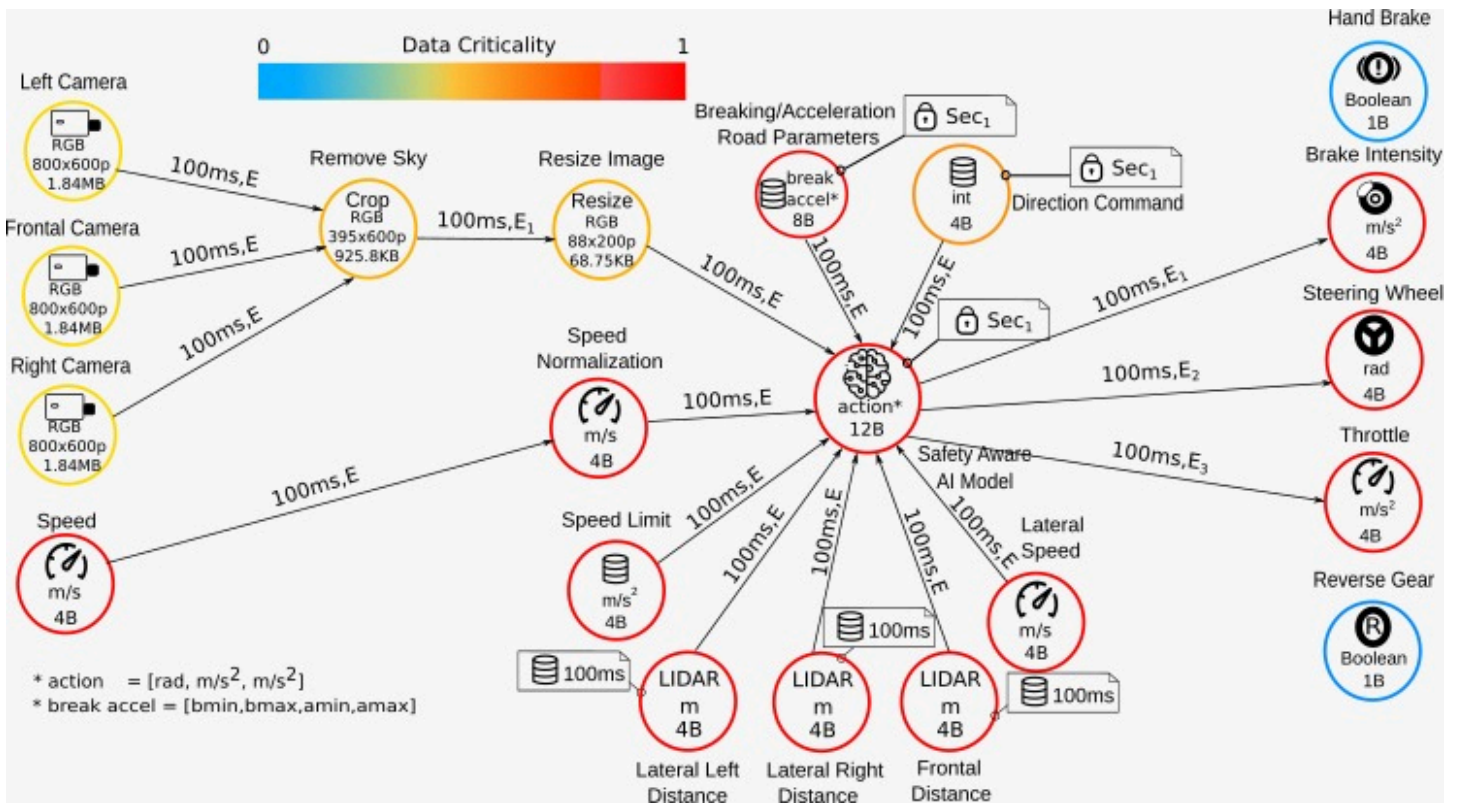 0
Data Criticality
1
Left Camera
RGB
800x600p
1.84MB
100ms,E
Frontal Camera
RGB
800x600p
1.84MB
100ms,E
Right Camera
RGB
800x600p
1.84MB
100ms,E
Remove Sky
Crop
RGB
395x600p
925.8KB
100ms,E₁
Resize Image
Resize
RGB
88x200p
68.75KB
100ms,E
Breaking/Acceleration
Road Parameters
break
accel*
8B
Sec₁
100ms,E
int
4B
Sec₁
Direction Command
100ms,E
Sec₁
Speed
m/s
4B
100ms,E
Speed
Normalization
m/s
4B
100ms,E
action*
12B
Safety Aware
AI Model
Speed Limit
m/s²
4B
100ms,E
100ms
LIDAR
m
4B
Lateral Left
Distance
100ms,E
100ms
LIDAR
m
4B
Lateral Right
Distance
100ms,E
100ms
LIDAR
m
4B
Frontal
Distance
100ms,E
Lateral
Speed
m/s
4B
100ms,E
100ms,E₁
100ms,E₂
100ms,E₃
Hand Brake
Boolean
1B
Brake Intensity
m/s²
4B
Steering Wheel
rad
4B
Throttle
m/s²
4B
Reverse Gear
R
Boolean
1B
* action = [rad, m/s², m/s²]
* break accel = [bmin,bmax,amin,amax]